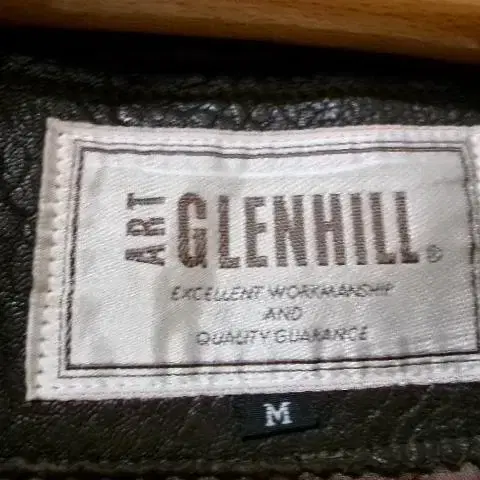 ART GLENHILL®
EXCELLENT WORKMANSHIP
AND
QUALITY GUARANCE
M